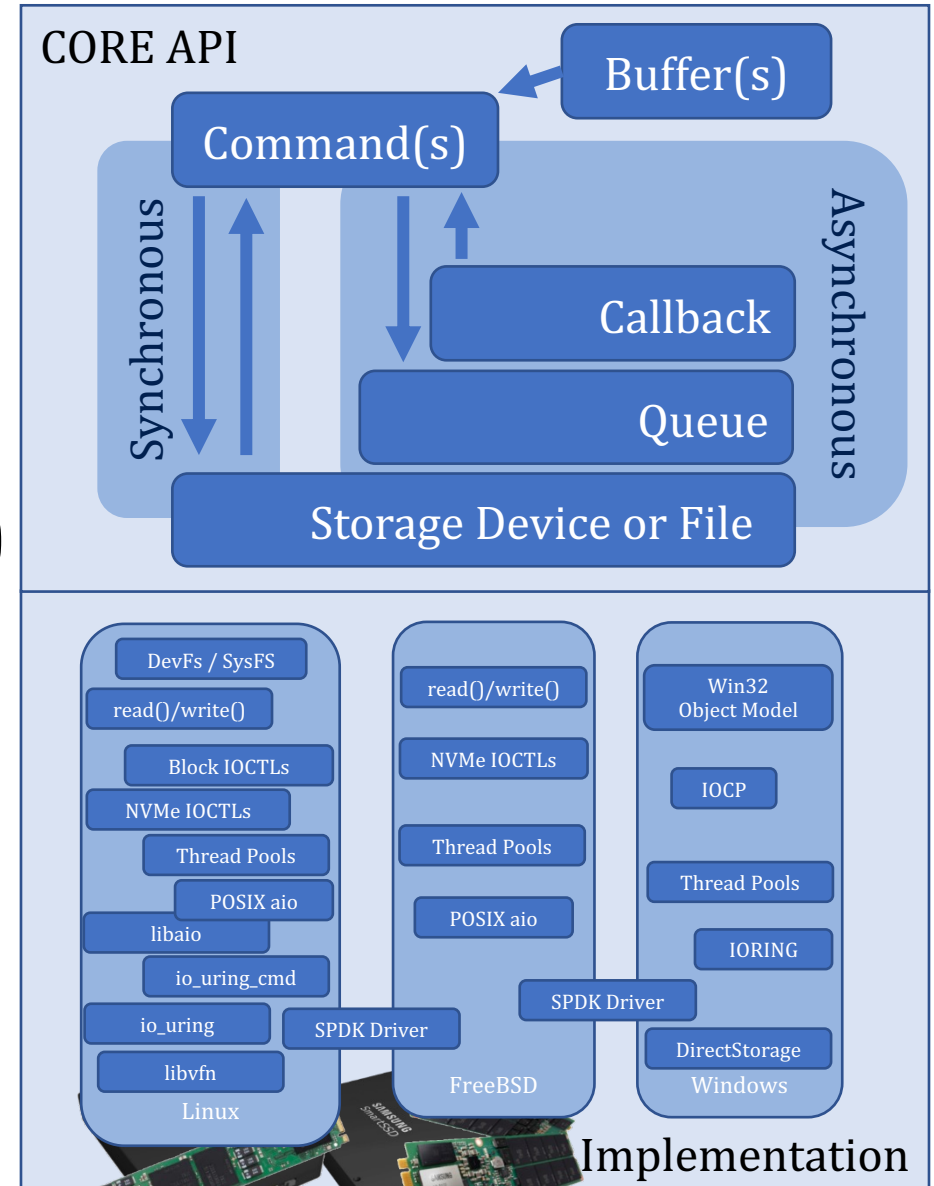 CORE API
Buffer(s)
Command(s)
Synchronous
Asynchronous
Callback
Queue
Storage Device or File
)
DevFs / SysFS
read()/write()
Block IOCTLs
NVMe IOCTLs
Thread Pools
POSIX aio
libaio
io_uring_cmd
io_uring
SPDK Driver
libvfn
Linux
read()/write()
NVMe IOCTLs
Thread Pools
POSIX aio
SPDK Driver
FreeBSD
Win32
Object Model
IOCP
Thread Pools
IORING
DirectStorage
Windows
SAMSUNG
SmartSSD
Implementation